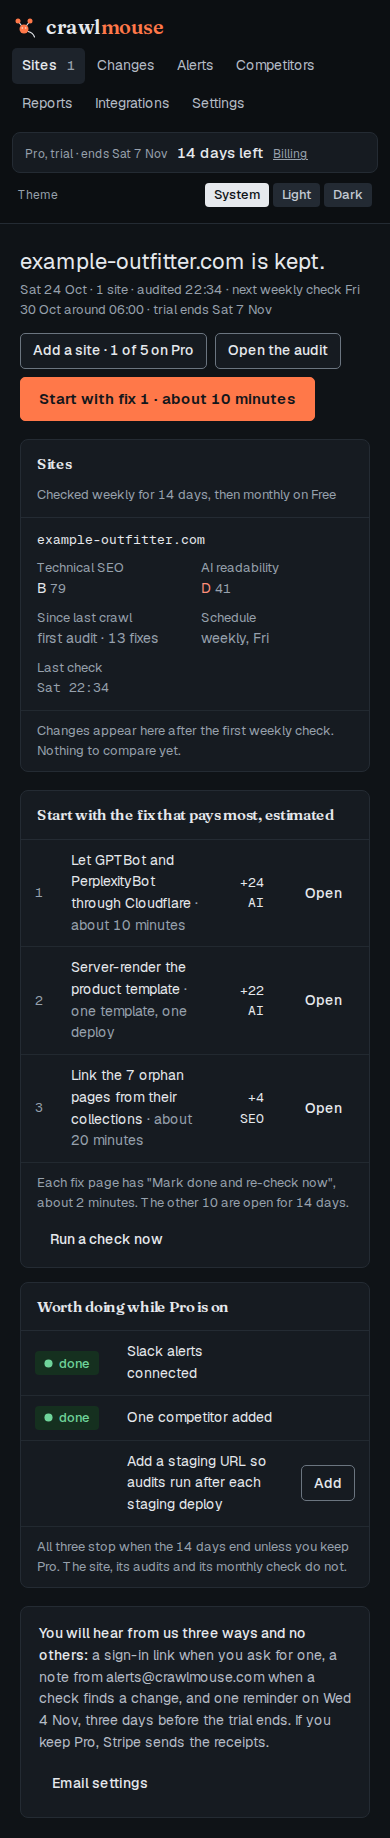 crawlmouse
Sites 1 Changes Alerts Competitors
Reports Integrations Settings
Pro, trial · ends Sat 7 Nov 14 days left Billing
Theme System Light Dark
example-outfitter.com is kept.
Sat 24 Oct · 1 site · audited 22:34 · next weekly check Fri
30 Oct around 06:00 · trial ends Sat 7 Nov
Add a site · 1 of 5 on Pro Open the audit
Start with fix 1 · about 10 minutes
Sites
Checked weekly for 14 days, then monthly on Free
example-outfitter.com
Technical SEO AI readability
B 79 D 41
Since last crawl Schedule
first audit · 13 fixes weekly, Fri
Last check
Sat 22:34
Changes appear here after the first weekly check.
Nothing to compare yet.
Start with the fix that pays most, estimated
Let GPTBot and
PerplexityBot
1 through Cloudflare · +24 AI Open
about 10 minutes
Server-render the
product template ·
2 one template, one +22 AI Open
deploy
Link the 7 orphan
pages from their
3 collections · about +4 SEO Open
20 minutes
Each fix page has "Mark done and re-check now",
about 2 minutes. The other 10 are open for 14 days.
Run a check now
Worth doing while Pro is on
done Slack alerts
connected
done One competitor added
Add a staging URL so
audits run after each Add
staging deploy
All three stop when the 14 days end unless you keep
Pro. The site, its audits and its monthly check do not.
You will hear from us three ways and no
others: a sign-in link when you ask for one, a
note from alerts@crawlmouse.com when a
check finds a change, and one reminder on Wed
4 Nov, three days before the trial ends. If you
keep Pro, Stripe sends the receipts.
Email settings